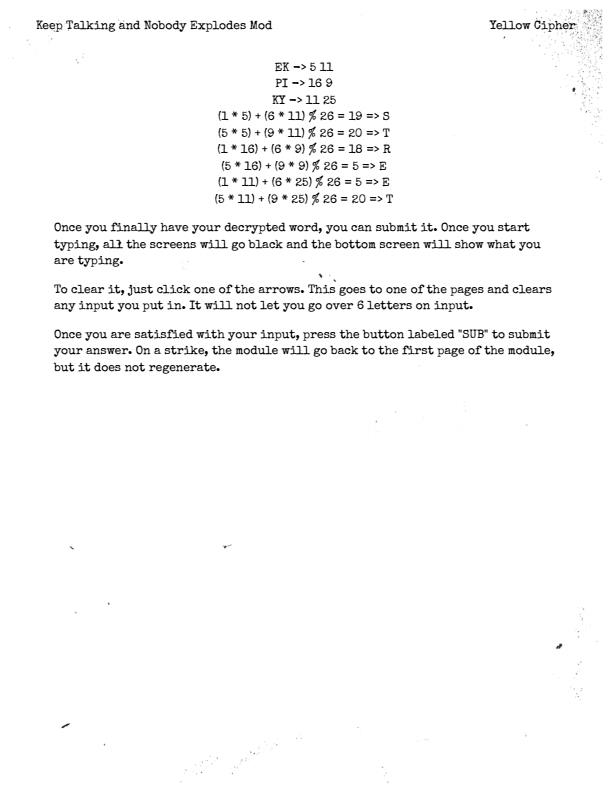 Keep Talking and Nobody Explodes Mod Yellow Cipher
EK -> 5 11
PI -> 16 9
KY -> 11 25
(1 * 5) + (6 * 11) % 26 = 19 => S
(5 * 5) + (9 * 11) % 26 = 20 => T
(1 * 16) + (6 * 9) % 26 = 18 => R
(5 * 16) + (9 * 9) % 26 = 5 => E
(1 * 11) + (6 * 25) % 26 = 5 => E
(5 * 11) + (9 * 25) % 26 = 20 => T
Once you finally have your decrypted word, you can submit it. Once you start
typing, all the screens will go black and the bottom screen will show what you
are typing.
To clear it, just click one of the arrows. This goes to one of the pages and clears
any input you put in. It will not let you go over 6 letters on input.
Once you are satisfied with your input, press the button labeled "SUB" to submit
your answer. On a strike, the module will go back to the first page of the module,
but it does not regenerate.